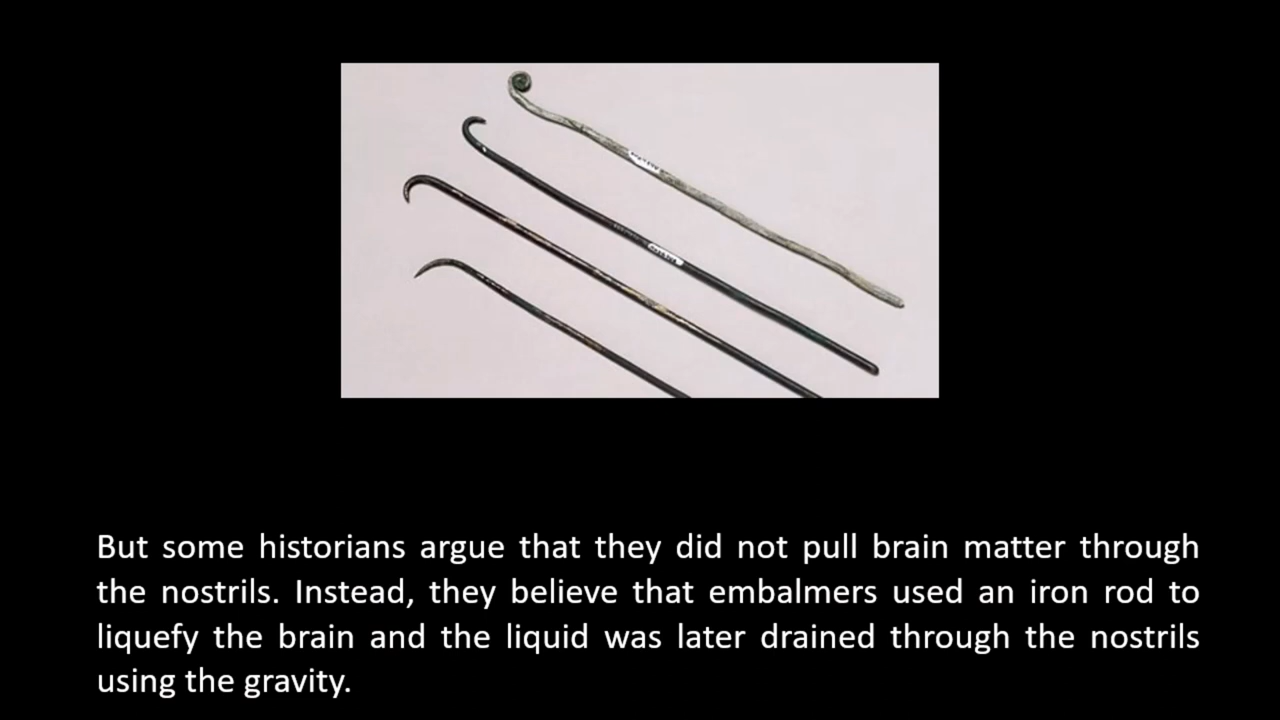 But some historians argue that they did not pull brain matter through
the nostrils. Instead, they believe that embalmers used an iron rod to
liquefy the brain and the liquid was later drained through the nostrils
using the gravity.